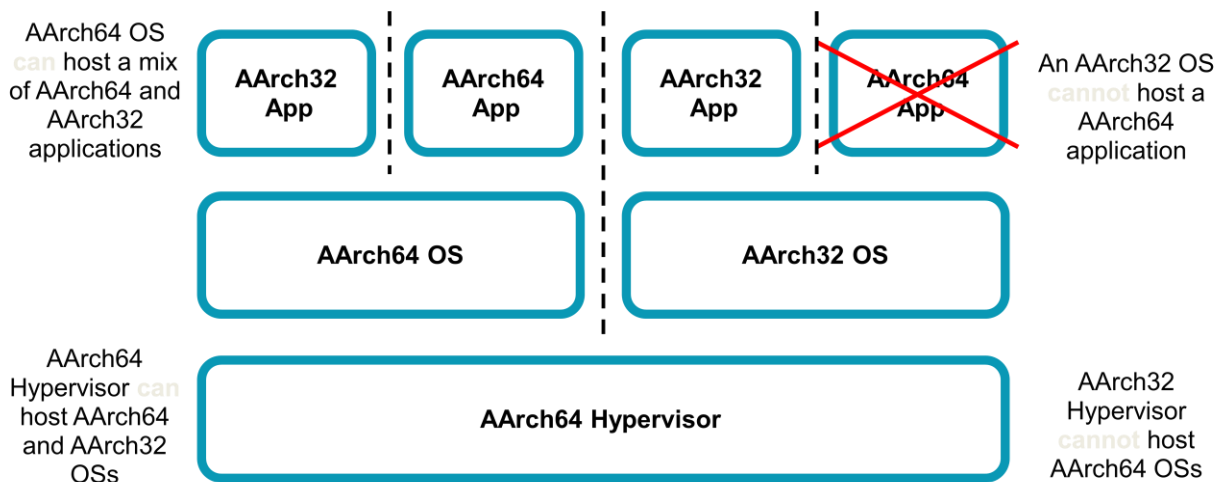 AArch64 OS
can host a mix
of AArch64 and
AArch32
applications
AArch32
App
AArch64
App
AArch32
App
AArch64
App
An AArch32 OS
cannot host a
AArch64
application
AArch64 OS
AArch32 OS
AArch64
Hypervisor can
host AArch64
and AArch32
OSs
AArch64 Hypervisor
AArch32
Hypervisor
cannot host
AArch64 OSs